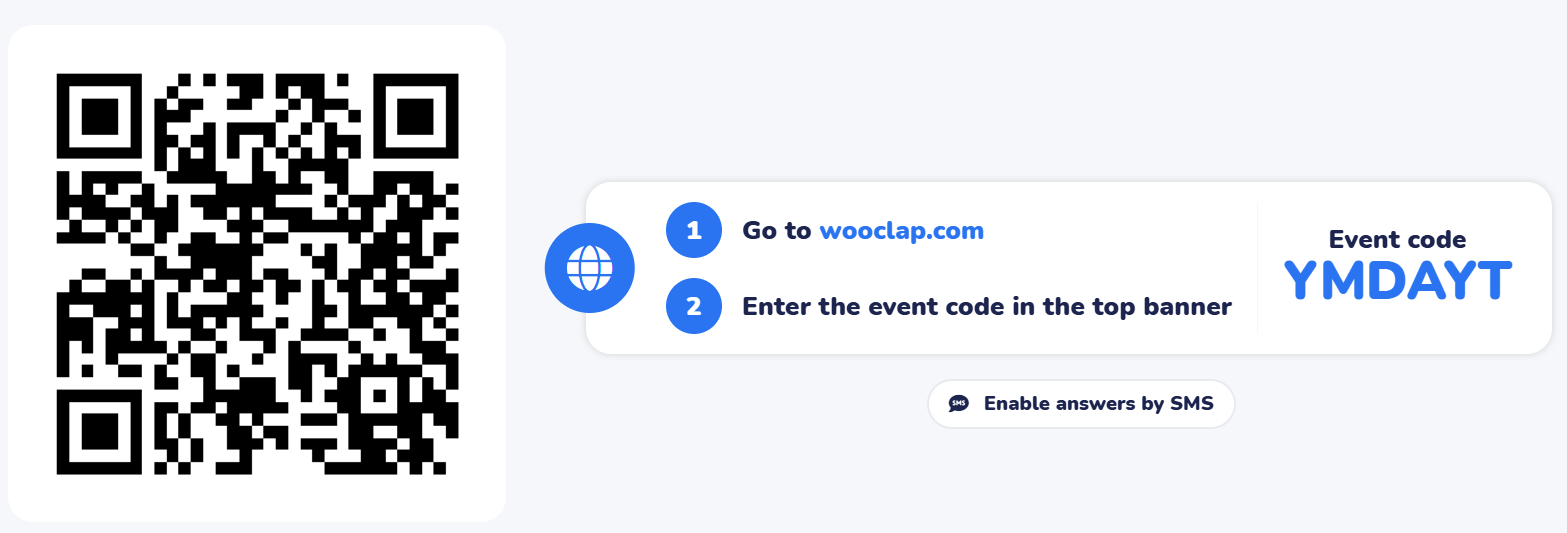 1 Go to wooclap.com
2 Enter the event code in the top banner
Event code
YMDAYT
SMS Enable answers by SMS